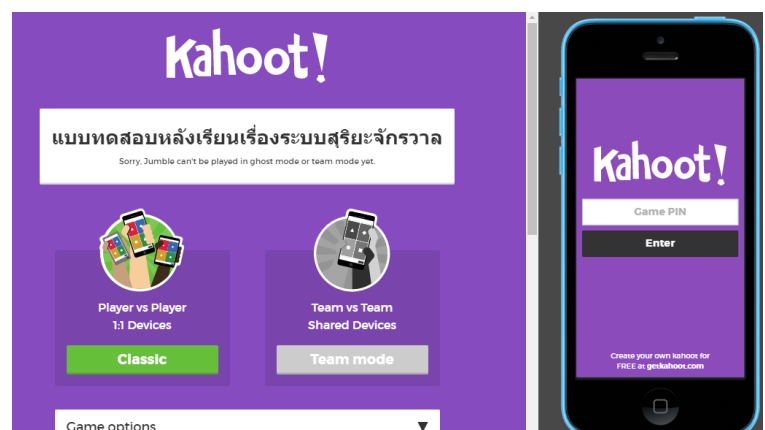 Kahoot!
แบบทดสอบหลังเรียนเรื่องระบบสุริยะจักรวาล
Sorry, Jumble can't be played in ghost mode or team mode yet.
Player vs Player
1:1 Devices
Classic
Team vs Team
Shared Devices
Team mode
Game options
Kahoot!
Game PIN
Enter
Create your own kahoot for
FREE at getkahoot.com